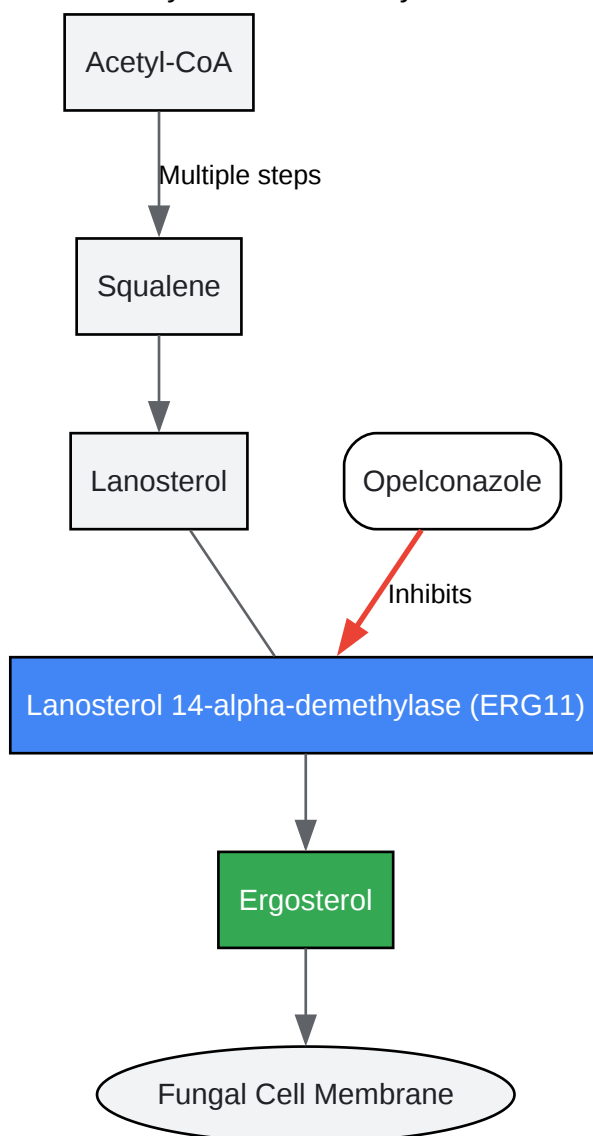 Acetyl-CoA
Multiple steps
Squalene
Lanosterol
Opelconazole
Inhibits
Lanosterol 14-alpha-demethylase (ERG11)
Ergosterol
Fungal Cell Membrane